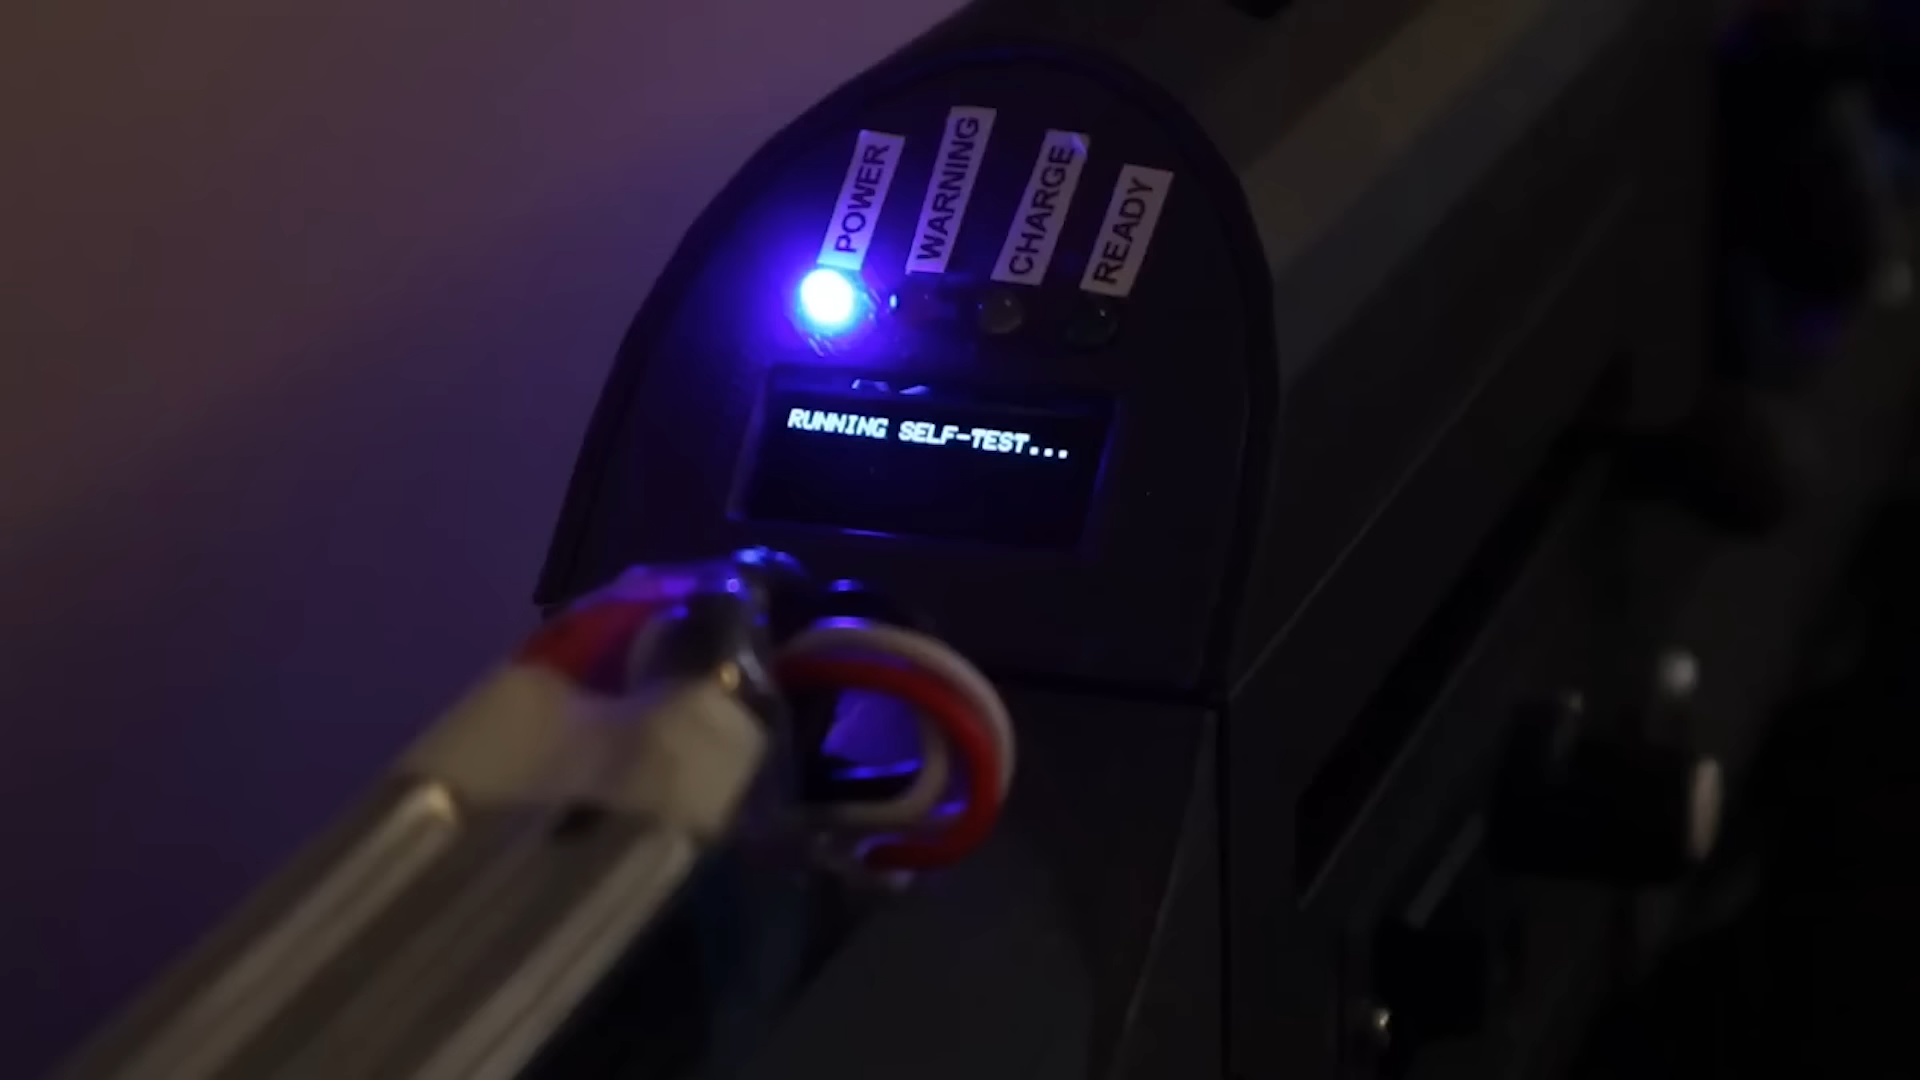 POWER
WARNING
CHARGE
READY
RUNNING SELF-TEST...